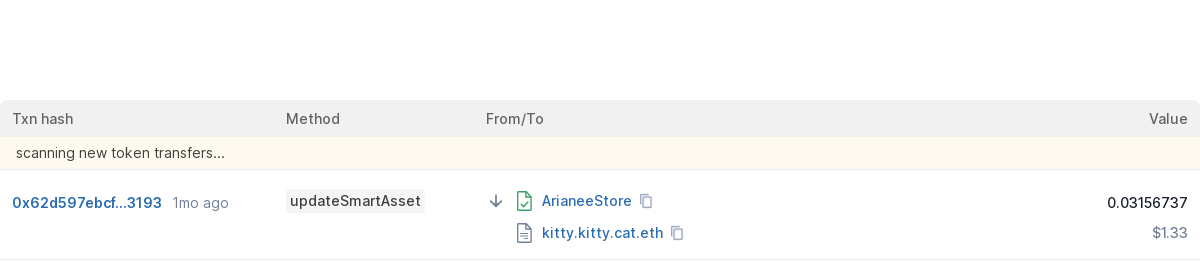 Txn hash Method From/To Value
scanning new token transfers...
0x62d597ebcf...3193 1mo ago updateSmartAsset ArianeeStore 0.03156737
kitty.kitty.cat.eth $1.33